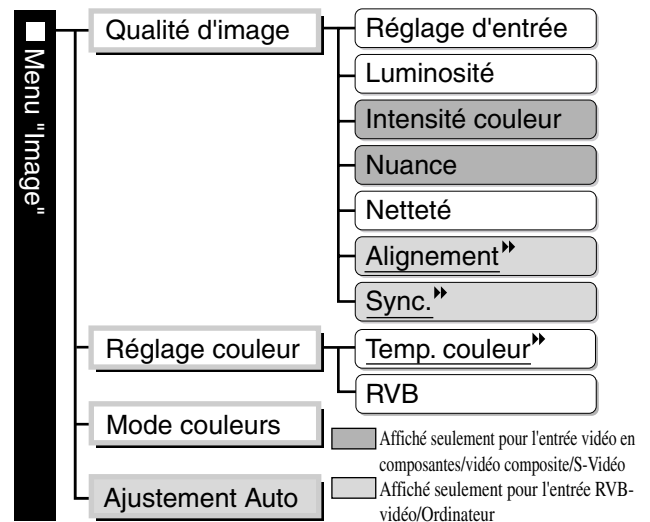 ■ Menu "Image"
Qualité d'image
Réglage d'entrée
Luminosité
Intensité couleur
Nuance
Netteté
Alignement
Sync.
Réglage couleur
Temp. couleur
RVB
Mode couleurs
Ajustement Auto
Affiché seulement pour l'entrée vidéo en
composantes/vidéo composite/S-Vidéo
Affiché seulement pour l'entrée RVB-
vidéo/Ordinateur